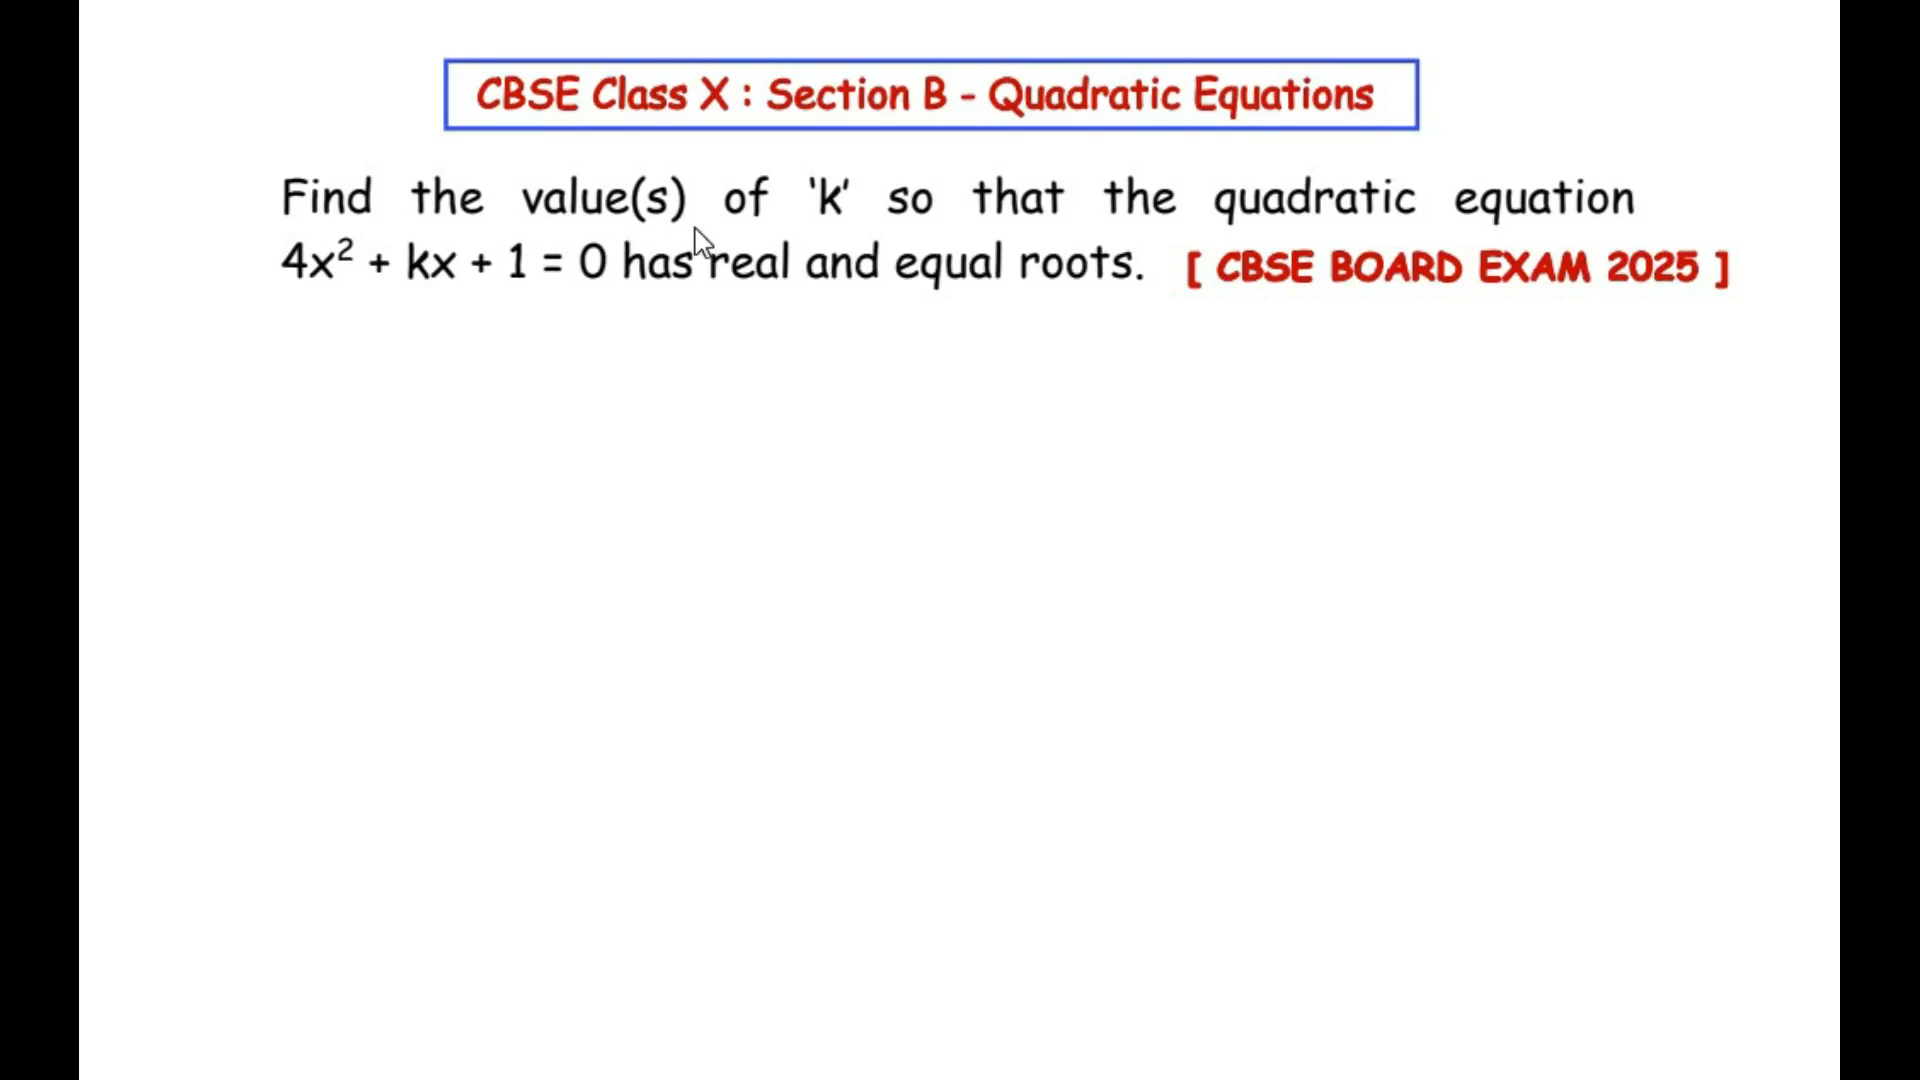 CBSE Class X : Section B - Quadratic Equations
Find the value(s) of ‘k’ so that the quadratic equation
4x² + kx + 1 = 0 has real and equal roots. [ CBSE BOARD EXAM 2025 ]